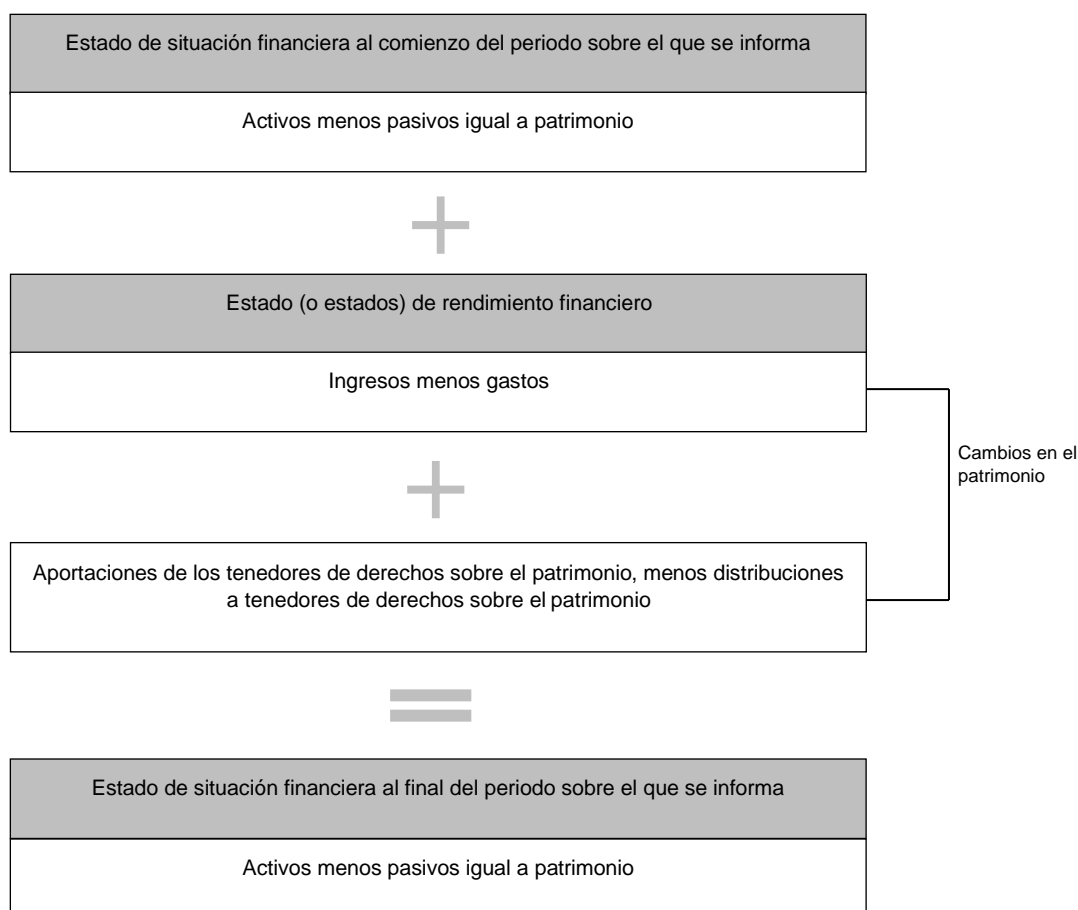 Estado de situación financiera al comienzo del periodo sobre el que se informa
Activos menos pasivos igual a patrimonio
+
Estado (o estados) de rendimiento financiero
Ingresos menos gastos
Cambios en el
patrimonio
+
Aportaciones de los tenedores de derechos sobre el patrimonio, menos distribuciones
a tenedores de derechos sobre el patrimonio
=
Estado de situación financiera al final del periodo sobre el que se informa
Activos menos pasivos igual a patrimonio